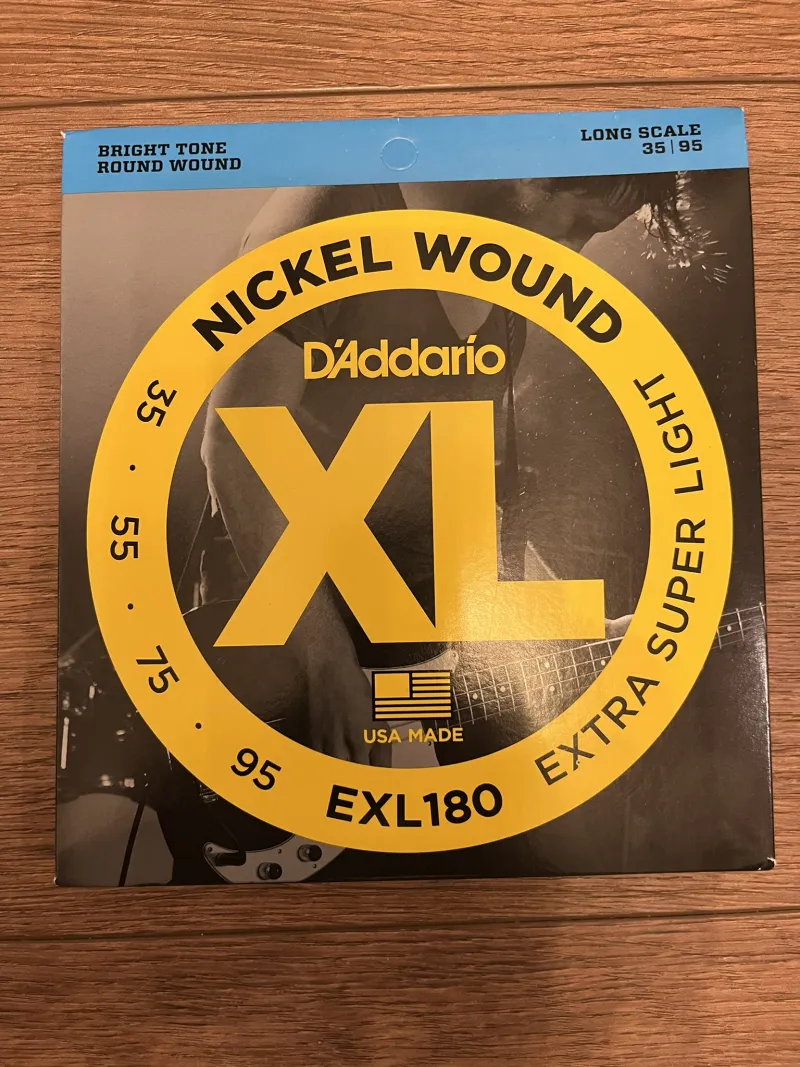 BRIGHT TONE
ROUND WOUND
LONG SCALE
35 | 95
NICKEL WOUND
D'Addario
XL
USA MADE
35 • 55 • 75 • 95
EXL180
EXTRA SUPER LIGHT